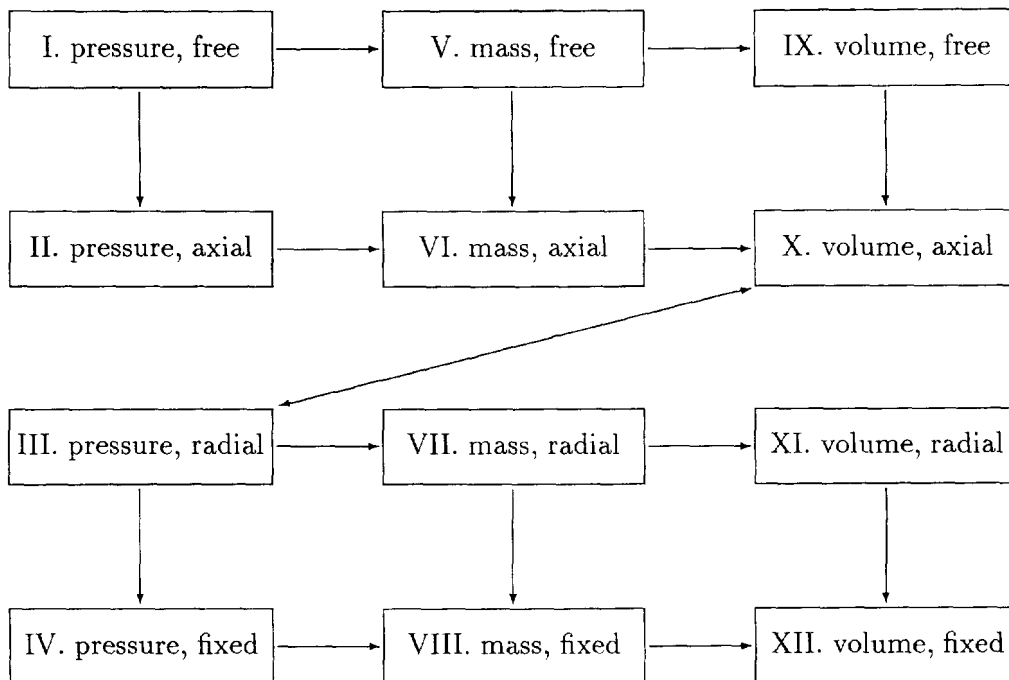 I. pressure, free
V. mass, free
IX. volume, free
II. pressure, axial
VI. mass, axial
X. volume, axial
III. pressure, radial
VII. mass, radial
XI. volume, radial
IV. pressure, fixed
VIII. mass, fixed
XII. volume, fixed